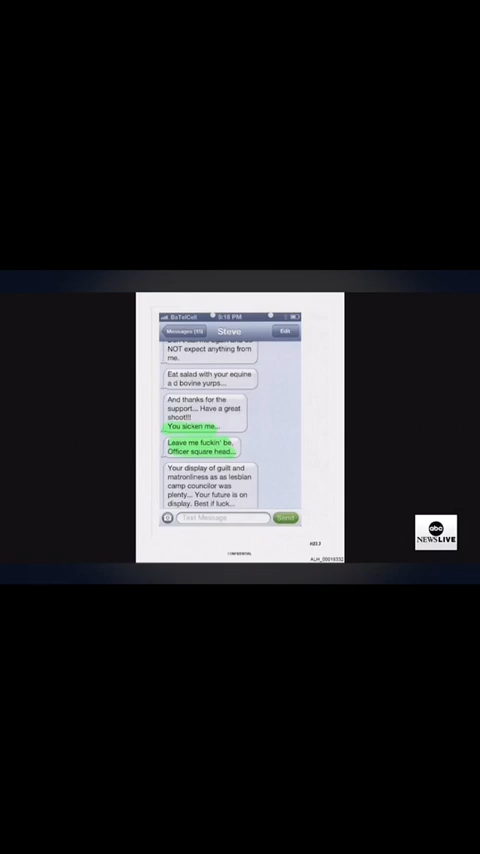 BaTelCell 5:18 PM
Messages (15) Steve Edit
NOT expect anything from
me.
Eat salad with your equine
a d bovine yurps...
And thanks for the
support... Have a great
shoot!!!
You sicken me...
Leave me fuckin' be,
Officer square head...
Your display of guilt and
matronliness as as lesbian
camp councilor was
plenty... Your future is on
display. Best if luck...
Text Message Send
CONFIDENTIAL
abc
NEWS LIVE